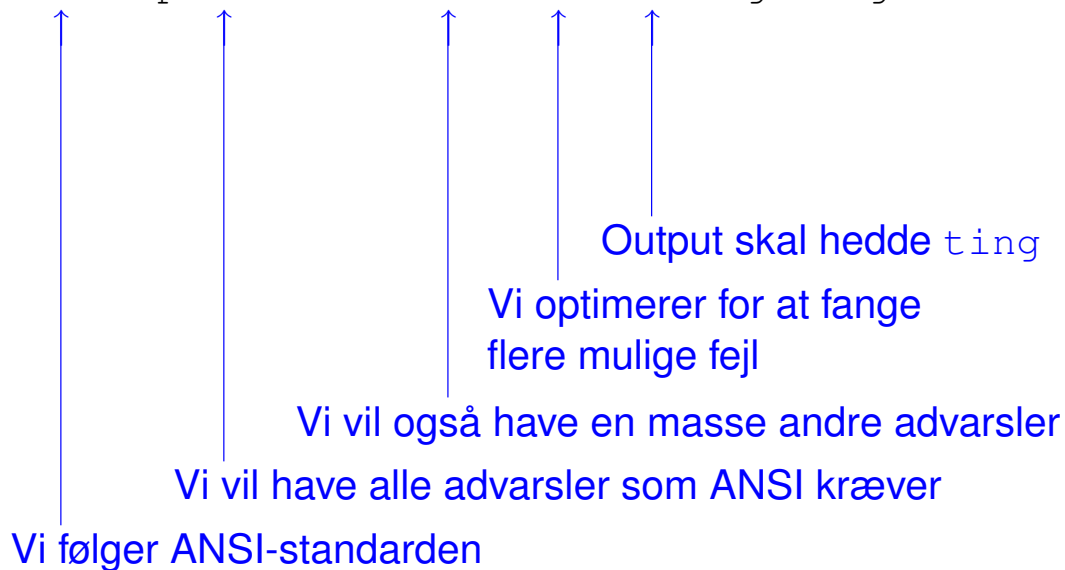 Output skal hedde ting
Vi optimerer for at fange
flere mulige fejl
Vi vil også have en masse andre advarsler
Vi vil have alle advarsler som ANSI kræver
Vi følger ANSI-standarden